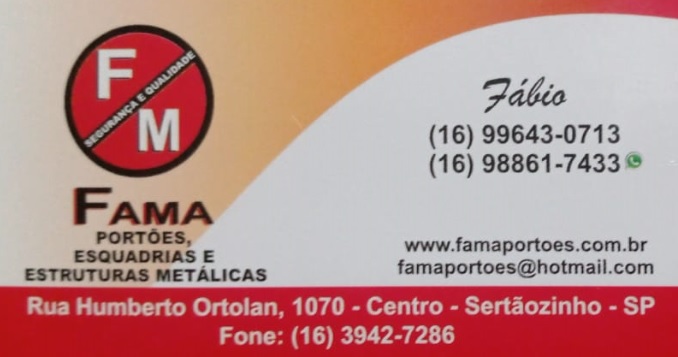 F
SEGURANÇA E QUALIDADE
M
FAMA
PORTÕES,
ESQUADRIAS E
ESTRUTURAS METÁLICAS
Fábio
(16) 99643-0713
(16) 98861-7433
www.famaportoes.com.br
famaportoes@hotmail.com
Rua Humberto Ortolan, 1070 - Centro - Sertãozinho - SP
Fone: (16) 3942-7286